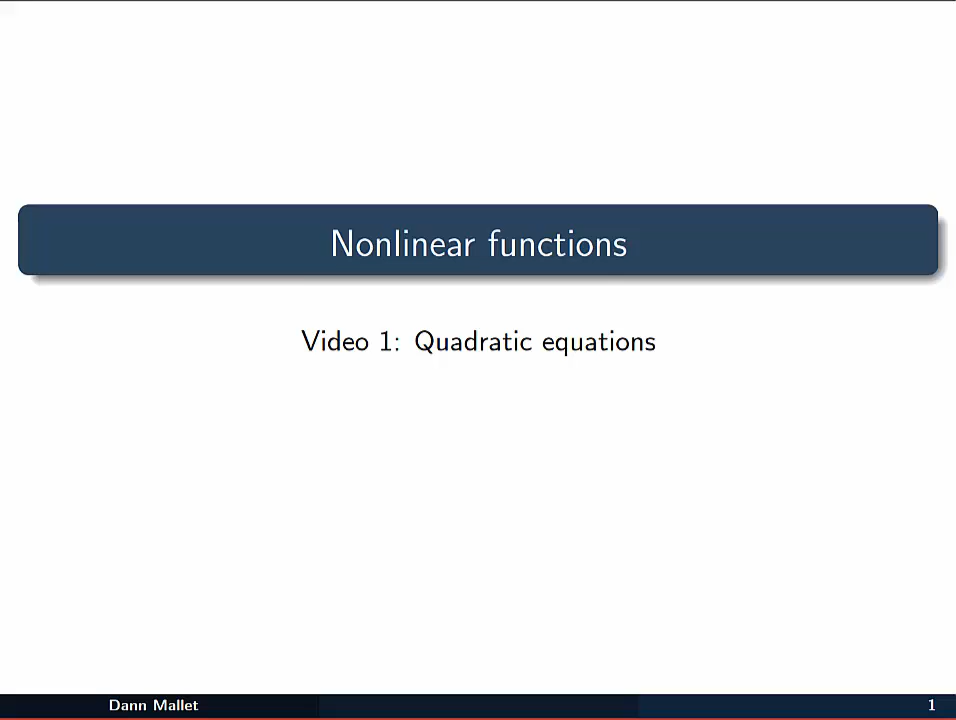 Nonlinear functions
Video 1: Quadratic equations
Dann Mallet 1